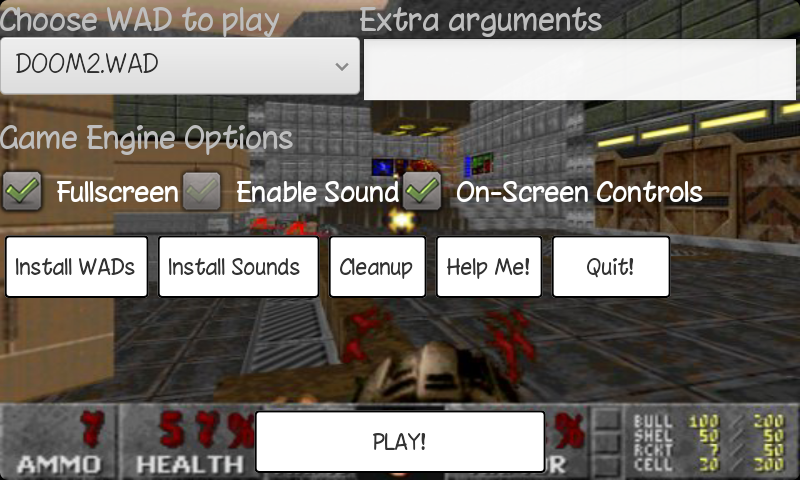 Choose WAD to play
Extra arguments
DOOM2.WAD
Game Engine Options
Fullscreen
Enable Sound
On-Screen Controls
Install WADs
Install Sounds
Cleanup
Help Me!
Quit!
7
57%
%
BULL 100 / 200
SHEL 50 / 50
RCKT 7 / 50
CELL 30 / 300
AMMO
HEALTH
PLAY!